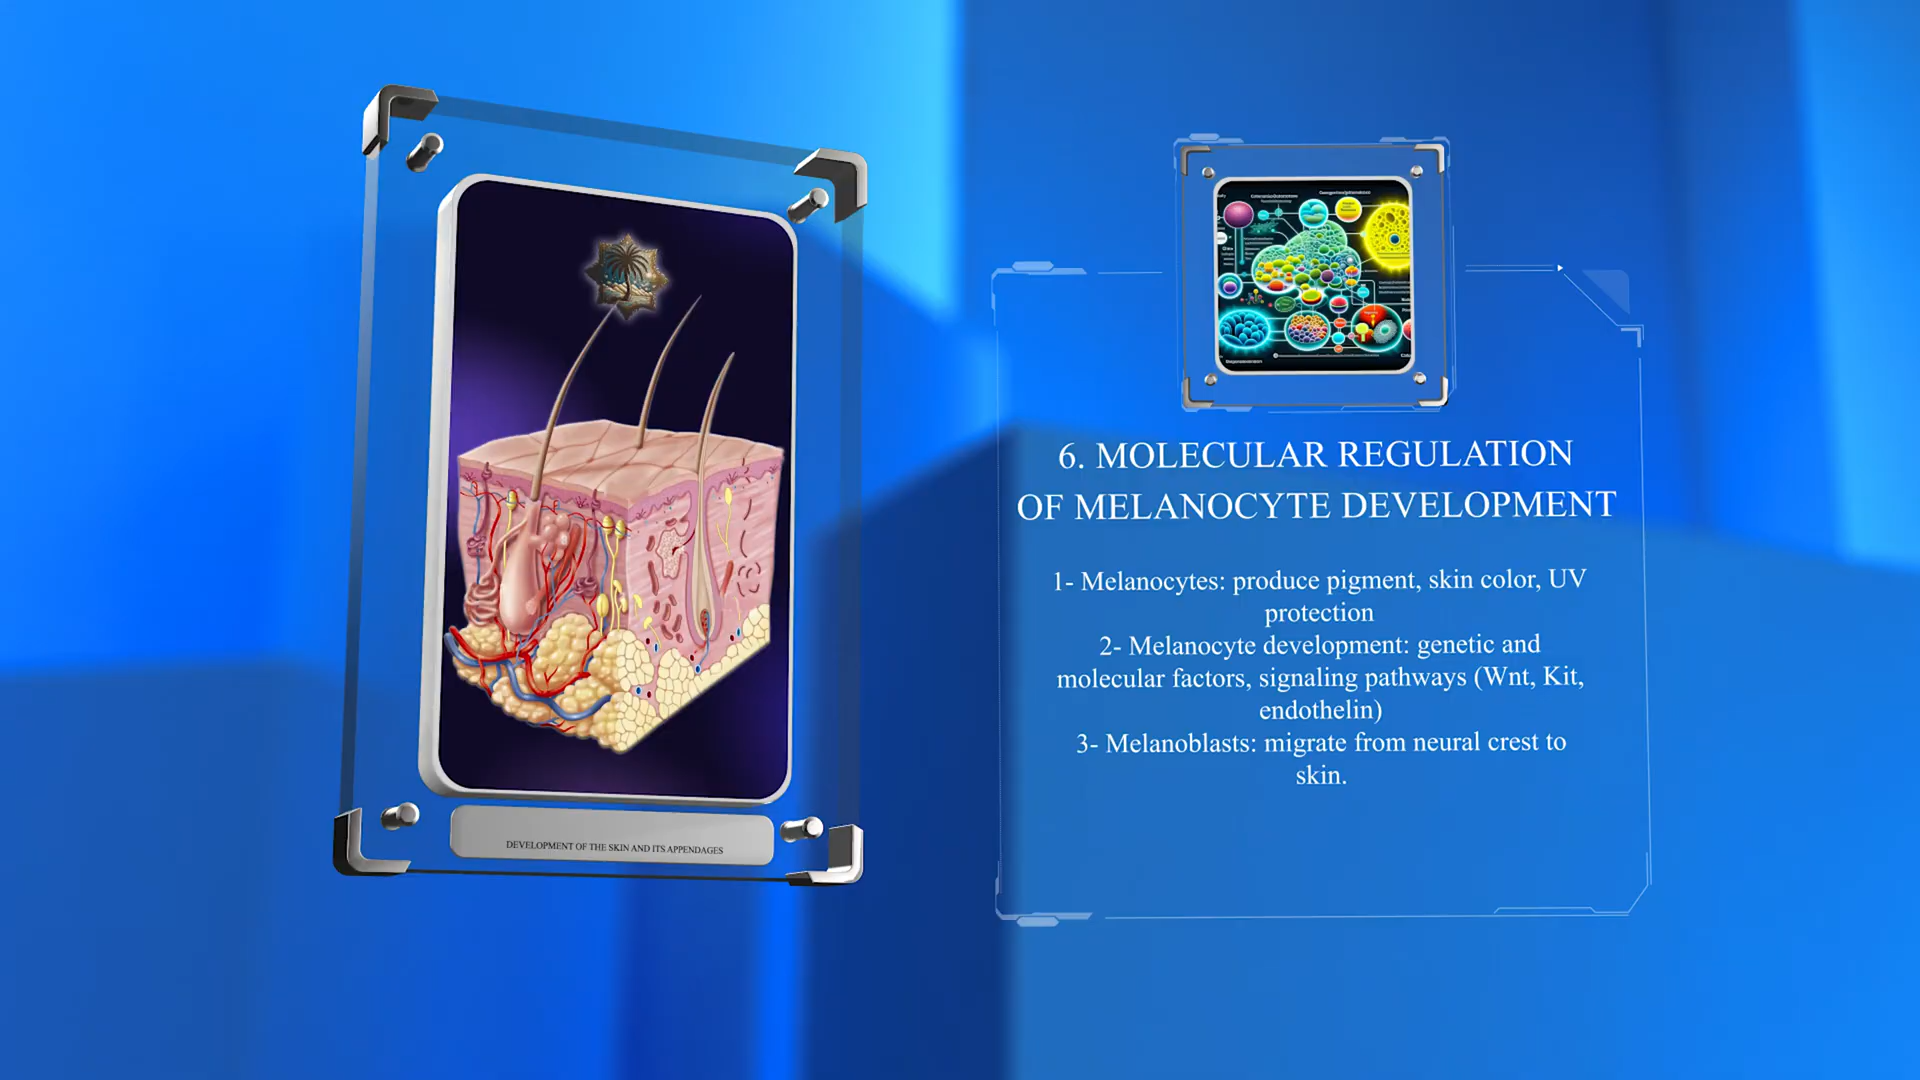 DEVELOPMENT OF THE SKIN AND ITS APPENDAGES
6. MOLECULAR REGULATION
OF MELANOCYTE DEVELOPMENT
1- Melanocytes: produce pigment, skin color, UV
protection
2- Melanocyte development: genetic and
molecular factors, signaling pathways (Wnt, Kit,
endothelin)
3- Melanoblasts: migrate from neural crest to
skin.